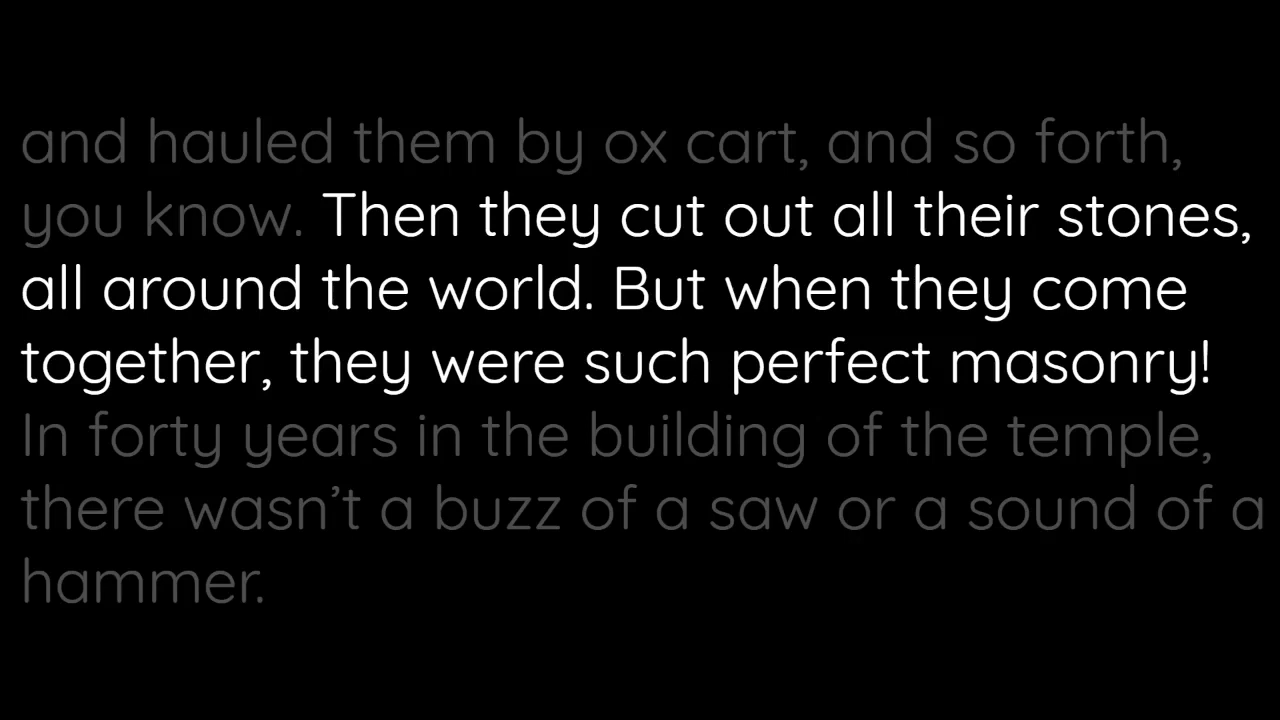 and hauled them by ox cart, and so forth,
you know. Then they cut out all their stones,
all around the world. But when they come
together, they were such perfect masonry!
In forty years in the building of the temple,
there wasn’t a buzz of a saw or a sound of a
hammer.